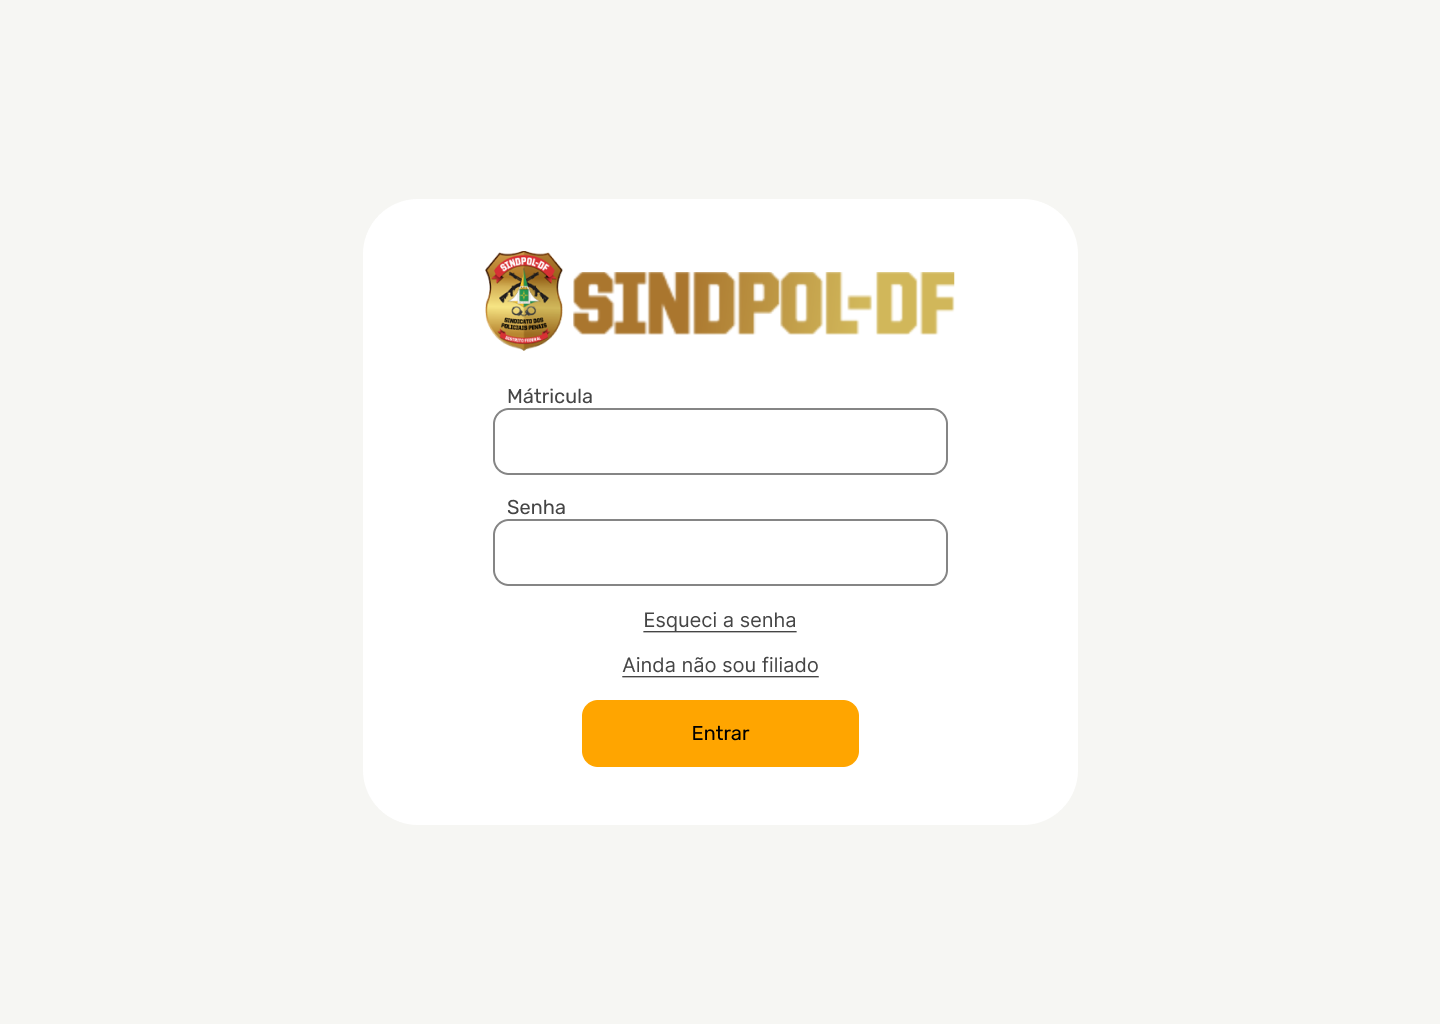 SINDPOL-DF
SINDICATO DOS
POLICIAIS PENAIS
DISTRITO FEDERAL
SINDPOL-DF
Mátricula
Senha
Esqueci a senha
Ainda não sou filiado
Entrar